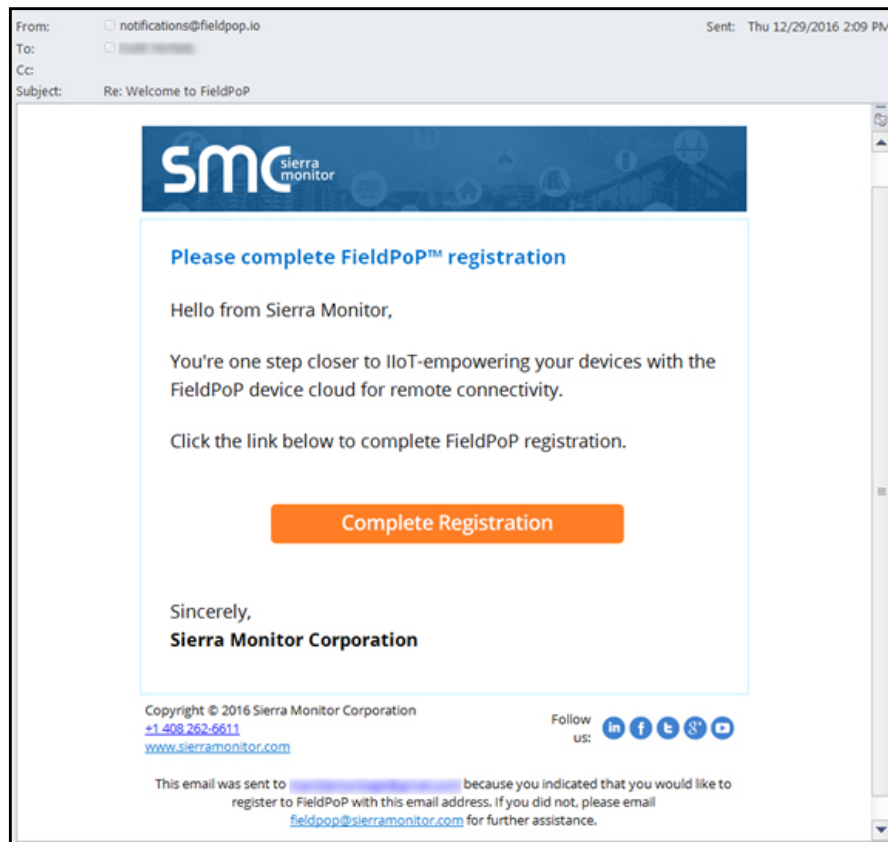 From: notifications@fieldpop.io Sent: Thu 12/29/2016 2:09 PM
To:
Cc:
Subject: Re: Welcome to FieldPoP
smc sierra
monitor
Please complete FieldPoP™ registration
Hello from Sierra Monitor,
You're one step closer to IIoT-empowering your devices with the
FieldPoP device cloud for remote connectivity.
Click the link below to complete FieldPoP registration.
Complete Registration
Sincerely,
Sierra Monitor Corporation
Copyright © 2016 Sierra Monitor Corporation
+1 408 262-6611
www.sierramonitor.com
Follow
us:
This email was sent to because you indicated that you would like to
register to FieldPoP with this email address. If you did not, please email
fieldpop@sierramonitor.com for further assistance.